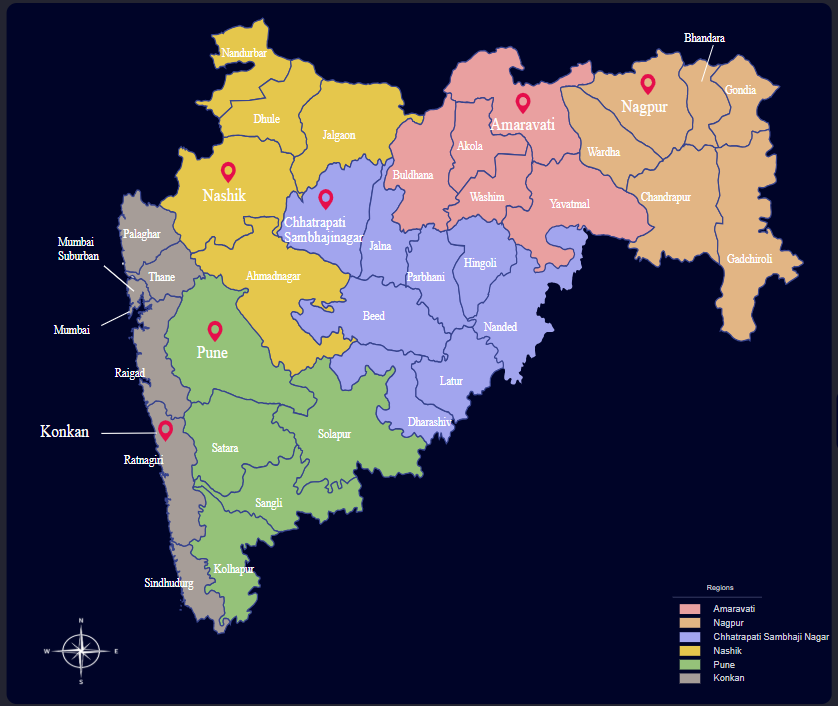 Bhandara
Nandurbar
Gondia
Nagpur
Dhule
Amaravati
Jalgaon
Akola
Wardha
Buldhana
Nashik
Washim
Chandrapur
Yavatmal
Chhatrapati
Sambhajinagar
Palaghar
Jalna
Mumbai
Suburban
Gadchiroli
Hingoli
Thane
Ahmadnagar
Parbhani
Beed
Mumbai
Nanded
Pune
Raigad
Latur
Dharashiv
Konkan
Solapur
Satara
Ratnagiri
Sangli
Kolhapur
Sindhudurg
Regions
Amaravati
Nagpur
Chhatrapati Sambhaji Nagar
Nashik
Pune
Konkan
N
W
E
S